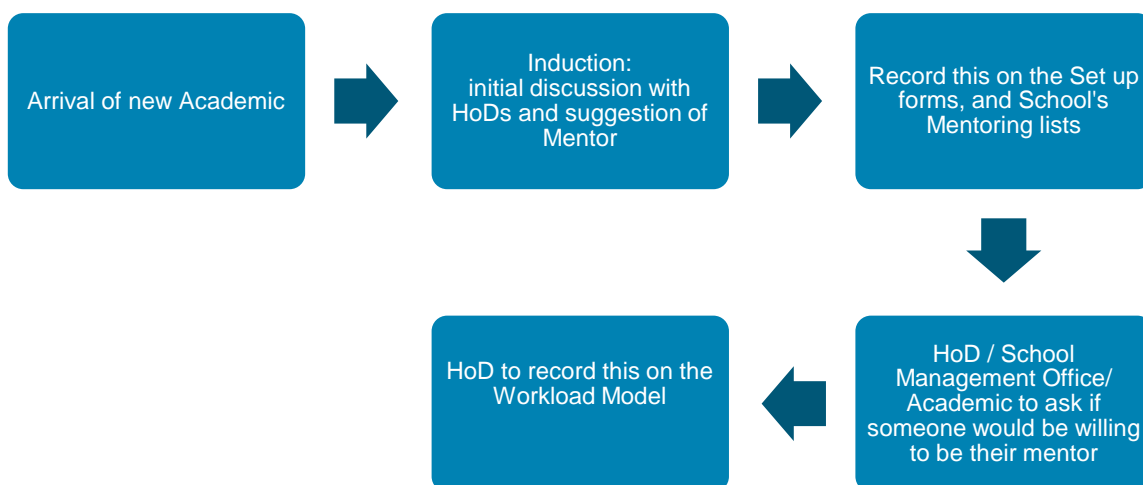 Arrival of new Academic
Induction:
initial discussion with
HoDs and suggestion of
Mentor
Record this on the Set up
forms, and School's
Mentoring lists
HoD / School
Management Office/
Academic to ask if
someone would be willing
to be their mentor
HoD to record this on the
Workload Model